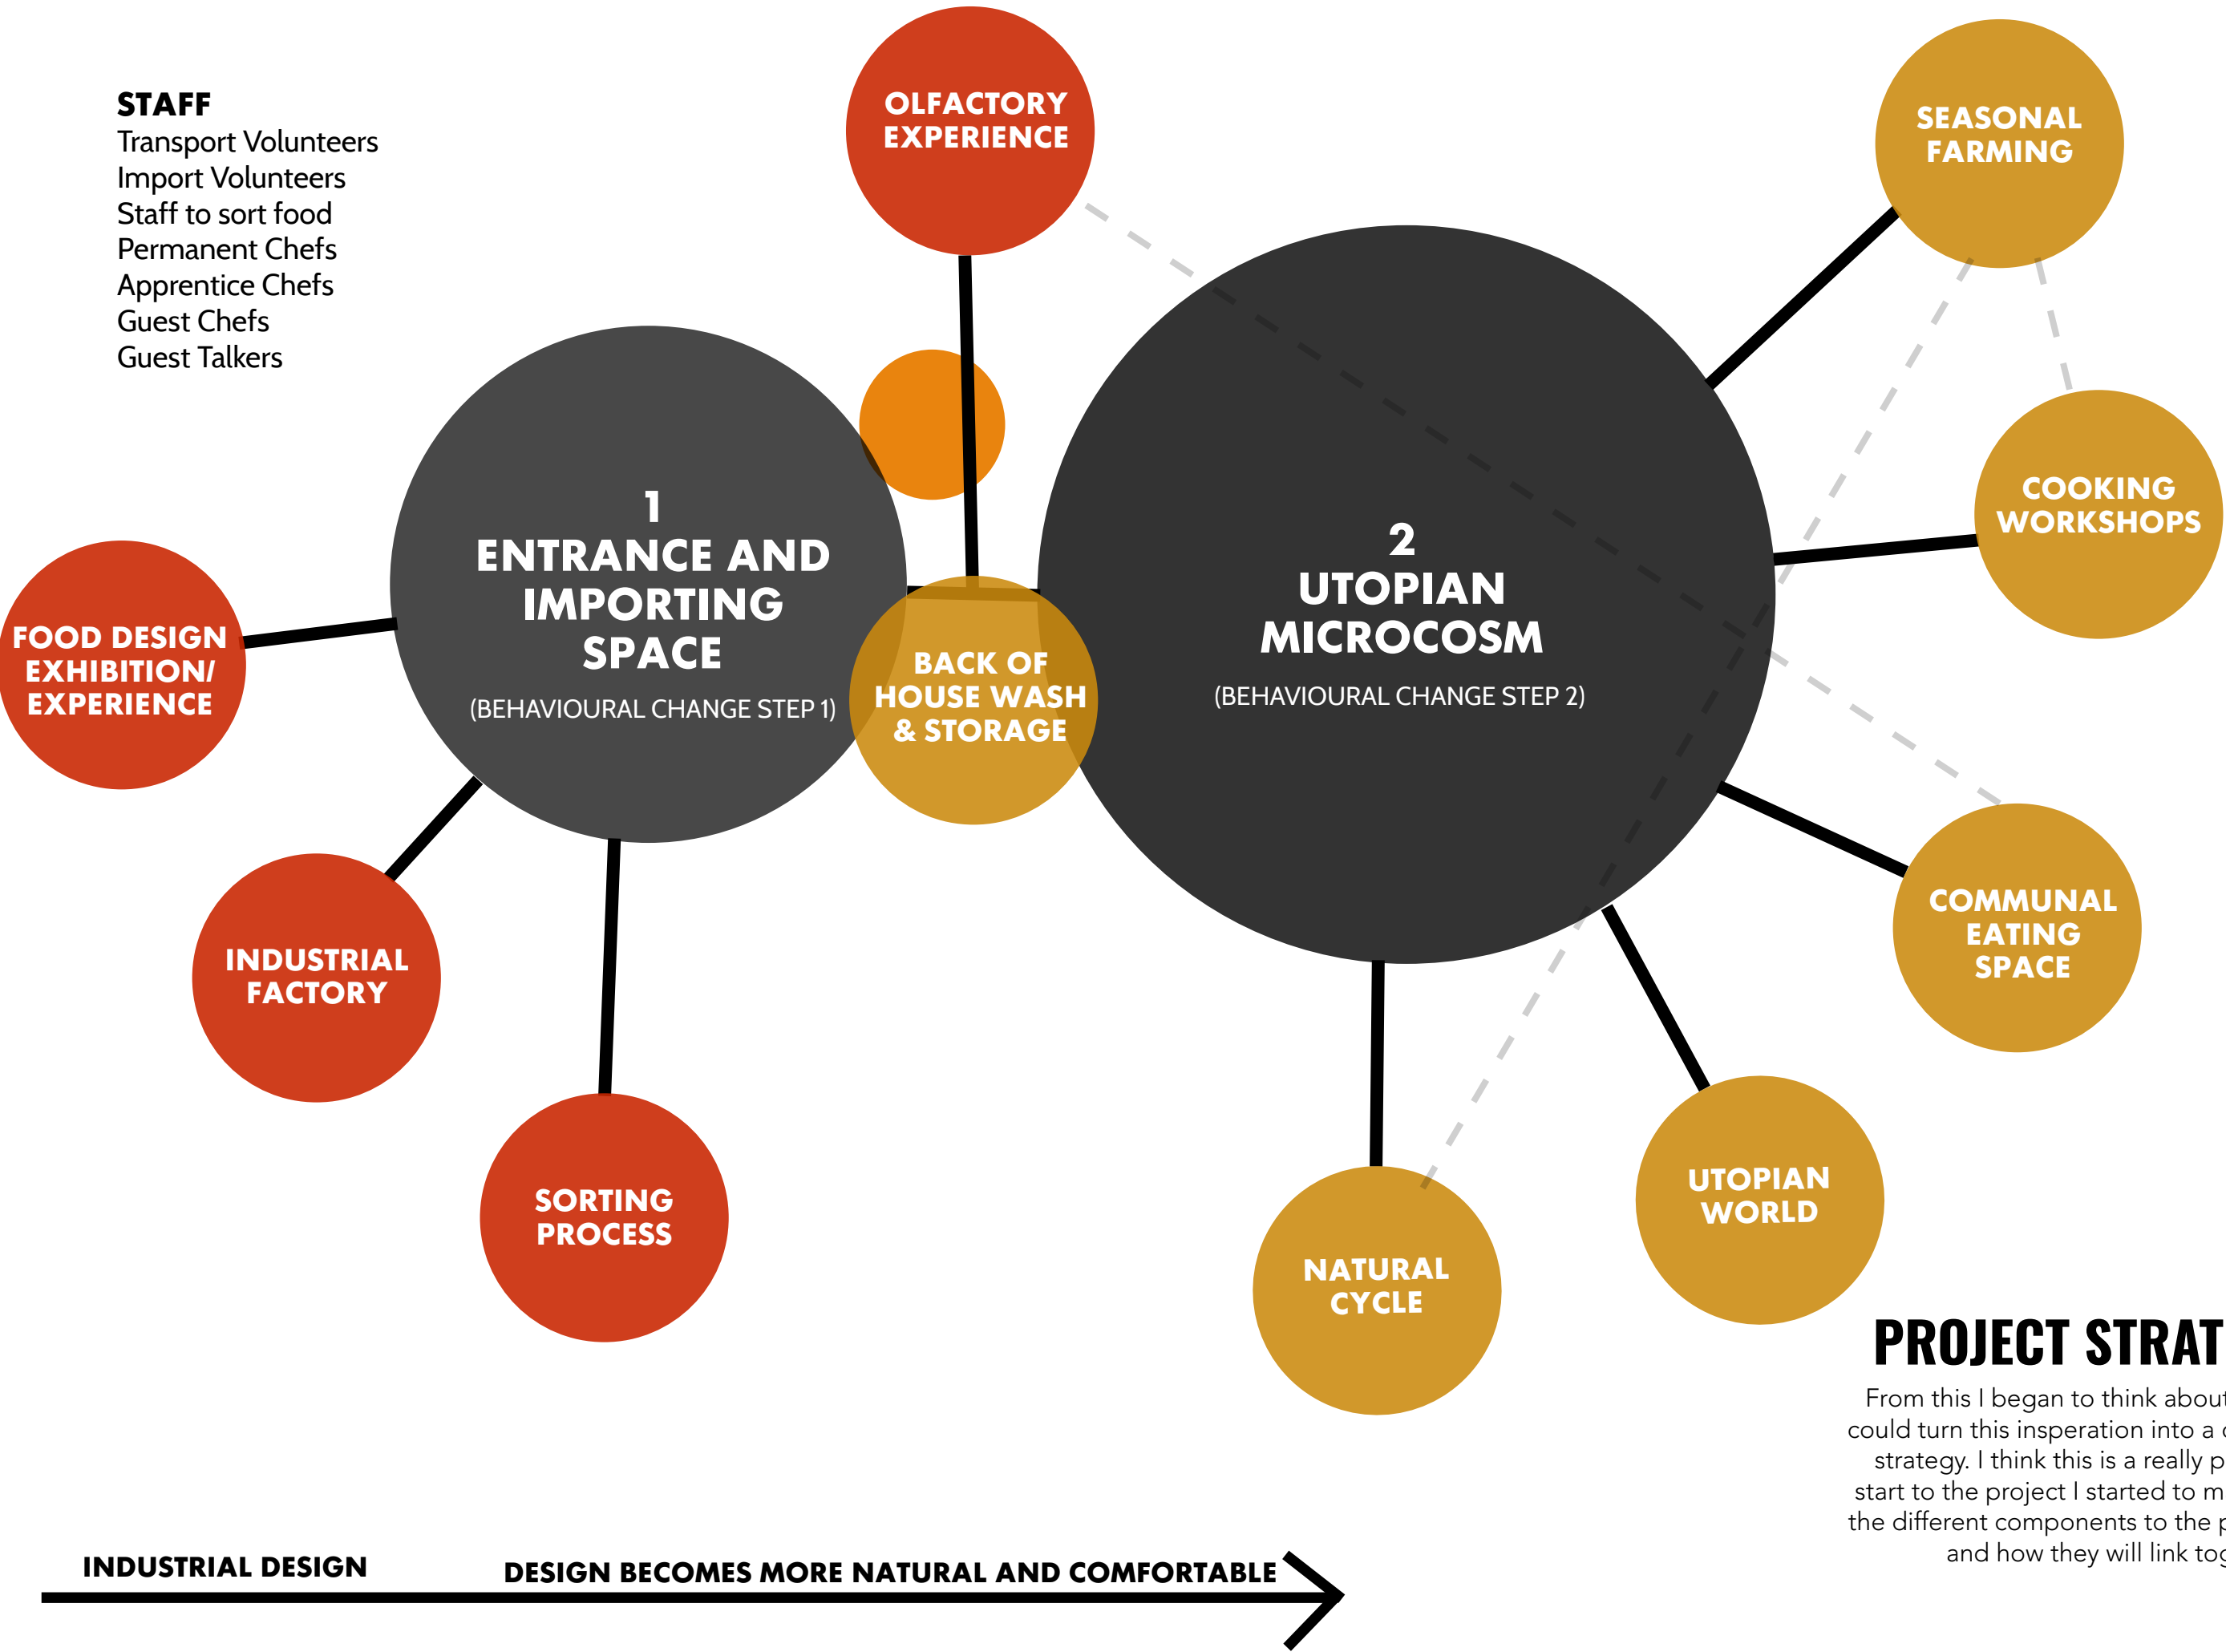 STAFF
Transport Volunteers
Import Volunteers
Staff to sort food
Permanent Chefs
Apprentice Chefs
Guest Chefs
Guest Talkers
OLFACTORY
EXPERIENCE
SEASONAL
FARMING
COOKING
WORKSHOPS
1
ENTRANCE AND
IMPORTING
SPACE
(BEHAVIOURAL CHANGE STEP 1)
2
UTOPIAN
MICROCOSM
(BEHAVIOURAL CHANGE STEP 2)
FOOD DESIGN
EXHIBITION/
EXPERIENCE
BACK OF
HOUSE WASH
& STORAGE
INDUSTRIAL
FACTORY
COMMUNAL
EATING
SPACE
SORTING
PROCESS
UTOPIAN
WORLD
NATURAL
CYCLE
PROJECT STRAT
From this I began to think about
could turn this insperation into a
strategy. I think this is a really
start to the project I started to
the different components to the
and how they will link
INDUSTRIAL DESIGN
DESIGN BECOMES MORE NATURAL AND COMFORTABLE